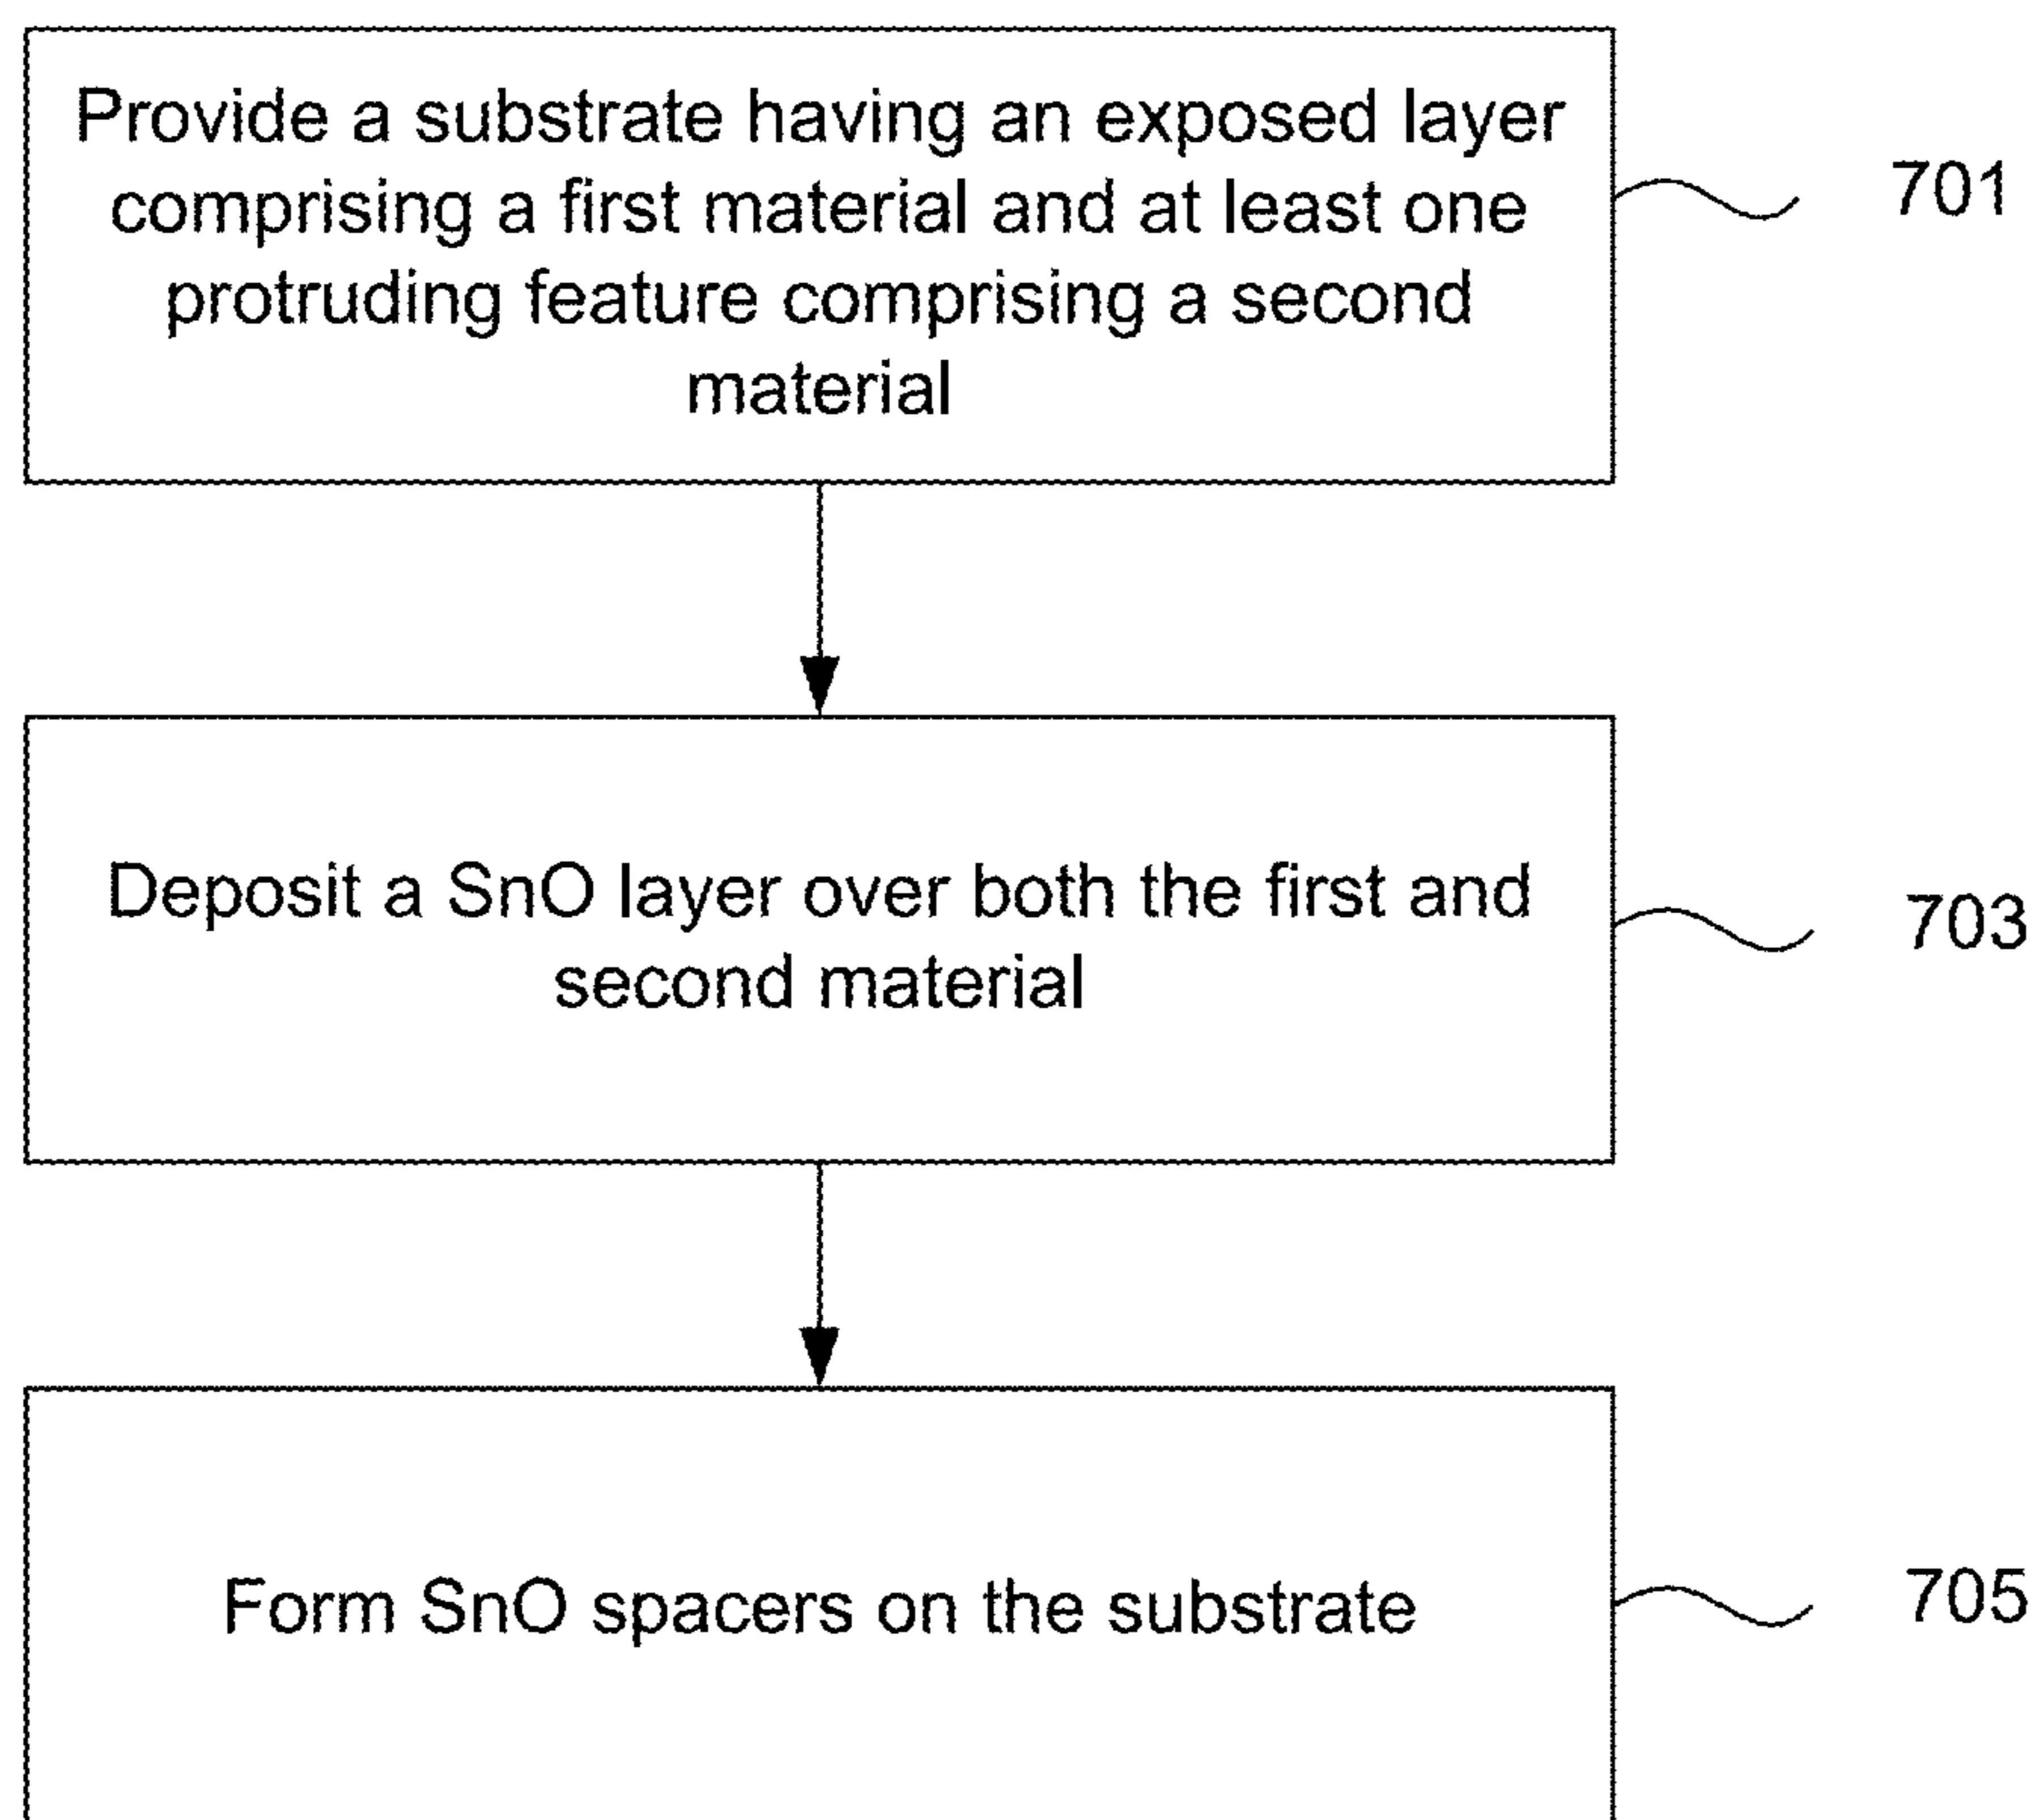 Provide a substrate having an exposed layer
comprising a first material and at least one
protruding feature comprising a second
material
701
Deposit a SnO layer over both the first and
second material
703
Form SnO spacers on the substrate
705